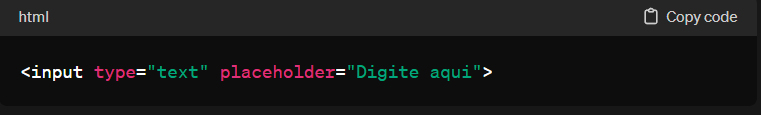 html
Copy code
<input type="text" placeholder="Digite aqui">